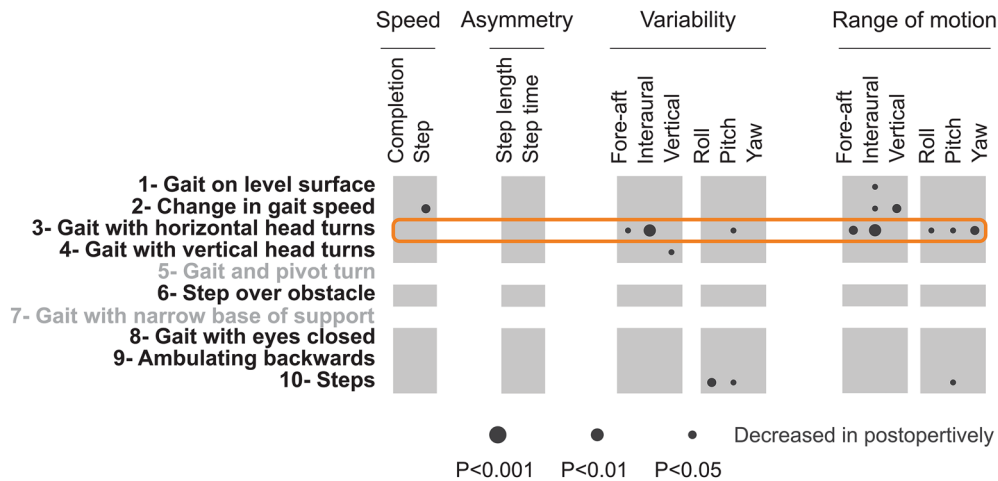 Speed Asymmetry Variability Range of motion
Completion
Step
Step length
Step time
Fore-aft
Interaural
Vertical
Roll
Pitch
Yaw
Fore-aft
Interaural
Vertical
Roll
Pitch
Yaw
1- Gait on level surface
2- Change in gait speed
3- Gait with horizontal head turns
4- Gait with vertical head turns
5- Gait and pivot turn
6- Step over obstacle
7- Gait with narrow base of support
8- Gait with eyes closed
9- Ambulating backwards
10- Steps
Decreased in postopertively
P<0.001 P<0.01 P<0.05